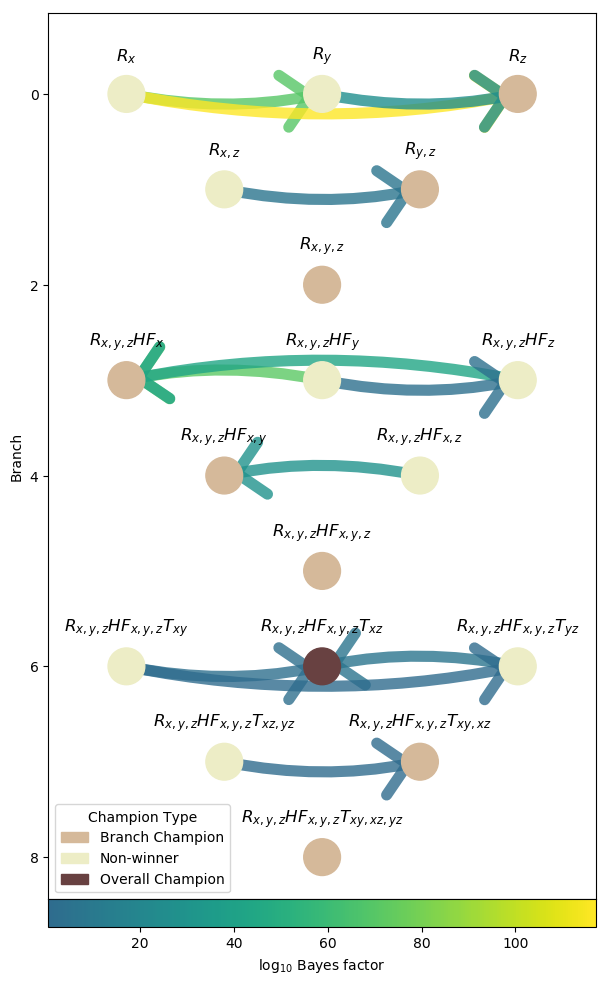 R_x R_y R_z
0
R_{x,z} R_{y,z}
R_{x,y,z}
2
R_{x,y,z}HF_x R_{x,y,z}HF_y R_{x,y,z}HF_z
R_{x,y,z}HF_{x,y} R_{x,y,z}HF_{x,z}
Branch
4
R_{x,y,z}HF_{x,y,z}
R_{x,y,z}HF_{x,y,z}T_{xy} R_{x,y,z}HF_{x,y,z}T_{xz} R_{x,y,z}HF_{x,y,z}T_{yz}
6
R_{x,y,z}HF_{x,y,z}T_{xz,yz} R_{x,y,z}HF_{x,y,z}T_{xy,xz}
R_{x,y,z}HF_{x,y,z}T_{xy,xz,yz}
Champion Type
Branch Champion
Non-winner
Overall Champion
8
20 40 60 80 100
log_{10} Bayes factor